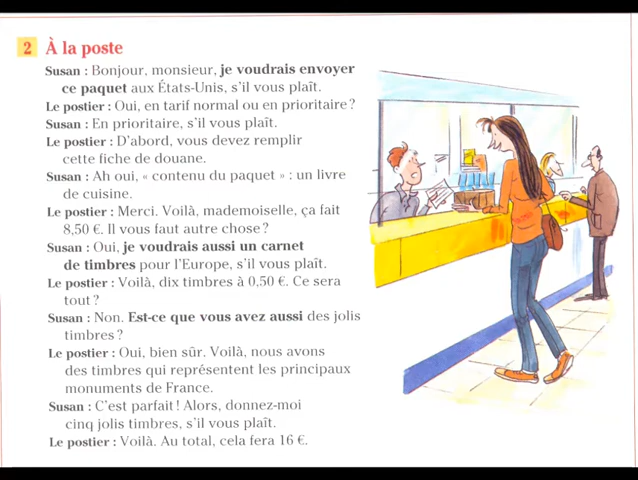 2 À la poste
Susan : Bonjour, monsieur, je voudrais envoyer
ce paquet aux États-Unis, s'il vous plaît.
Le postier : Oui, en tarif normal ou en prioritaire ?
Susan : En prioritaire, s'il vous plaît.
Le postier : D'abord, vous devez remplir
cette fiche de douane.
Susan : Ah oui, « contenu du paquet » : un livre
de cuisine.
Le postier : Merci. Voilà, mademoiselle, ça fait
8,50 €. Il vous faut autre chose ?
Susan : Oui, je voudrais aussi un carnet
de timbres pour l'Europe, s'il vous plaît.
Le postier : Voilà, dix timbres à 0,50 €. Ce sera
tout ?
Susan : Non. Est-ce que vous avez aussi des jolis
timbres ?
Le postier : Oui, bien sûr. Voilà, nous avons
des timbres qui représentent les principaux
monuments de France.
Susan : C'est parfait ! Alors, donnez-moi
cinq jolis timbres, s'il vous plaît.
Le postier : Voilà. Au total, cela fera 16 €.